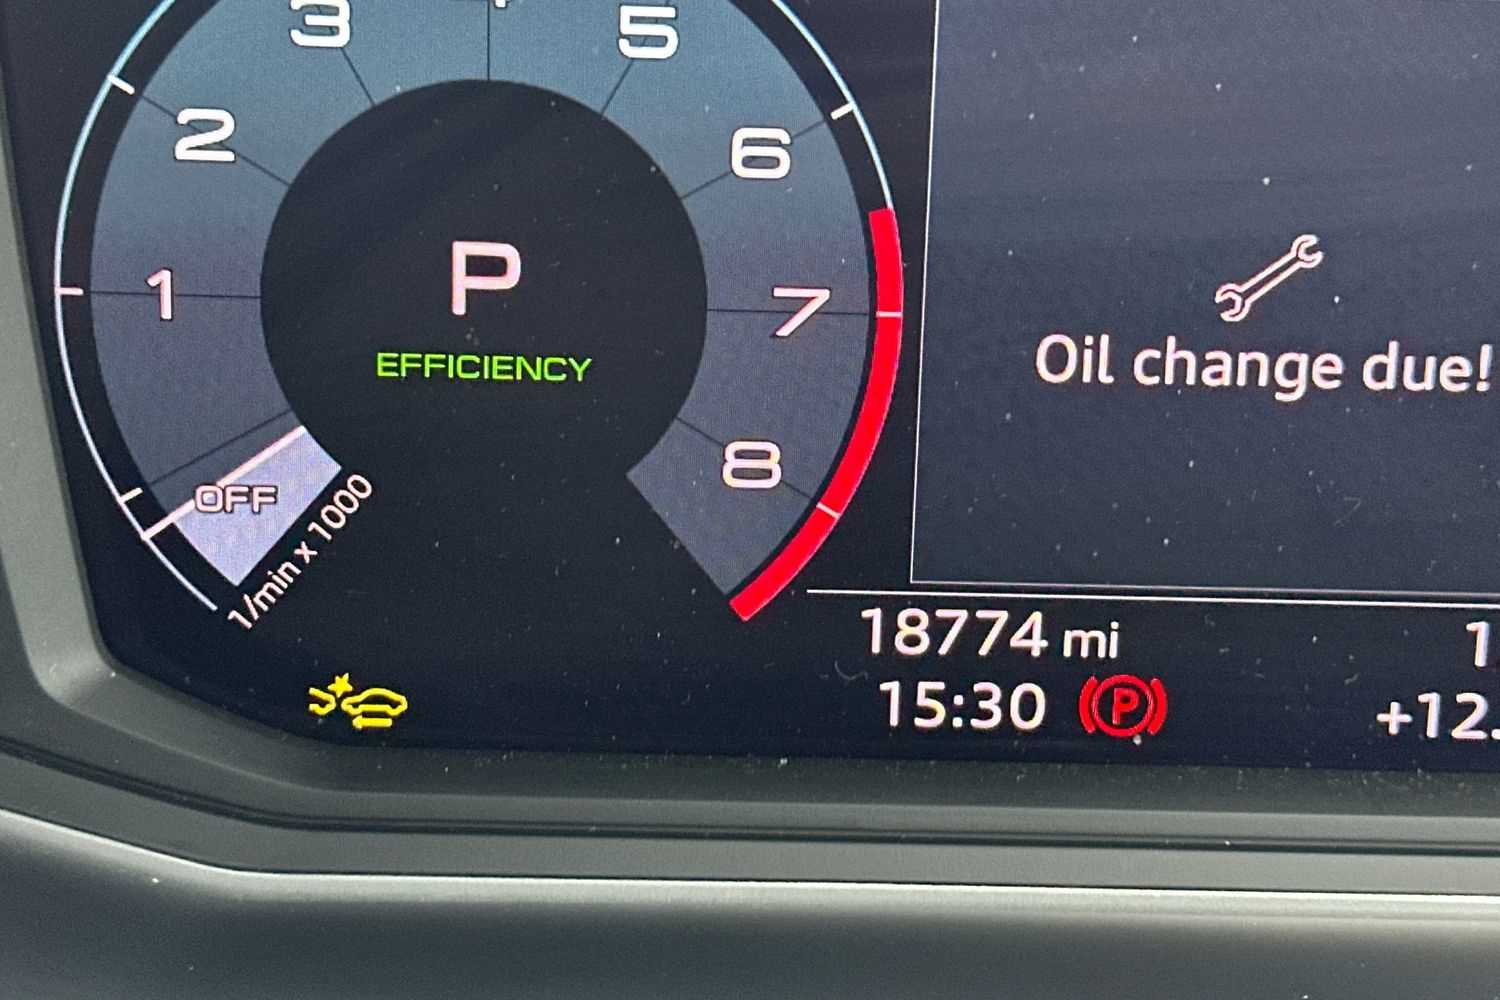 3
5
2
6
P
1
7
EFFICIENCY
Oil change due!
8
OFF
1/min x 1000
18774 mi
15:30
P
+12.